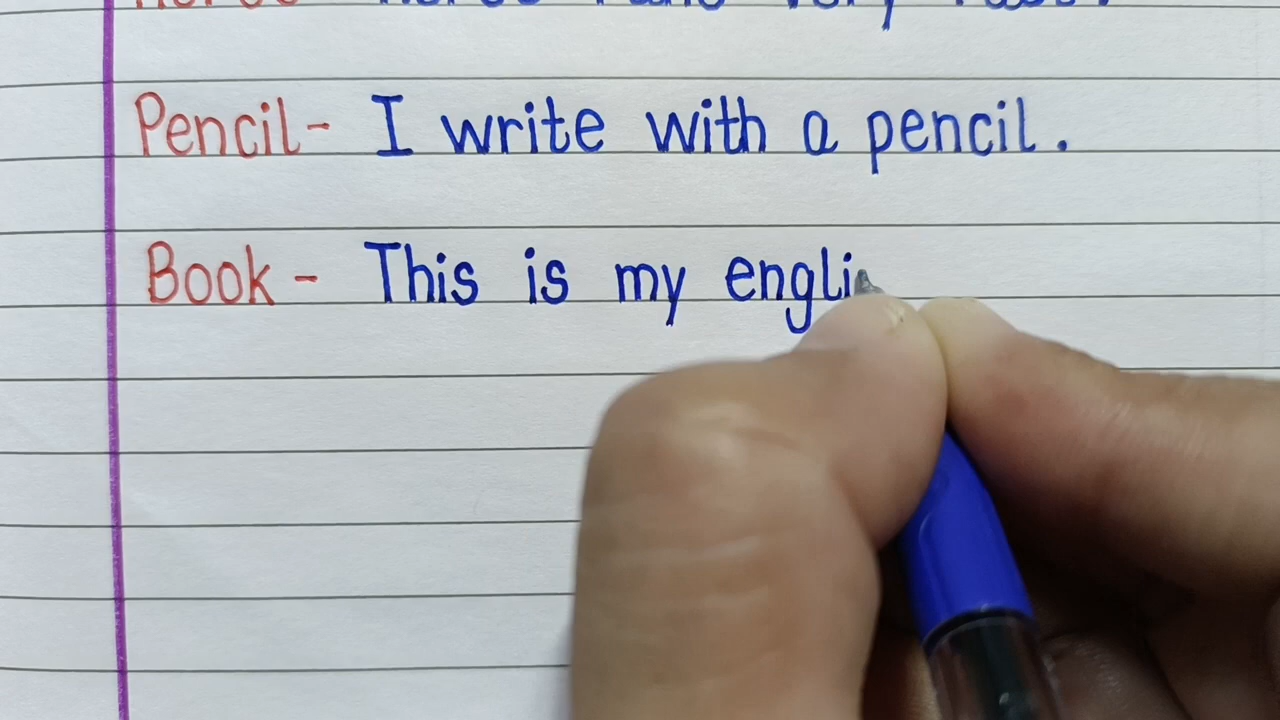 Pencil- I write with a pencil.
Book - This is my engli